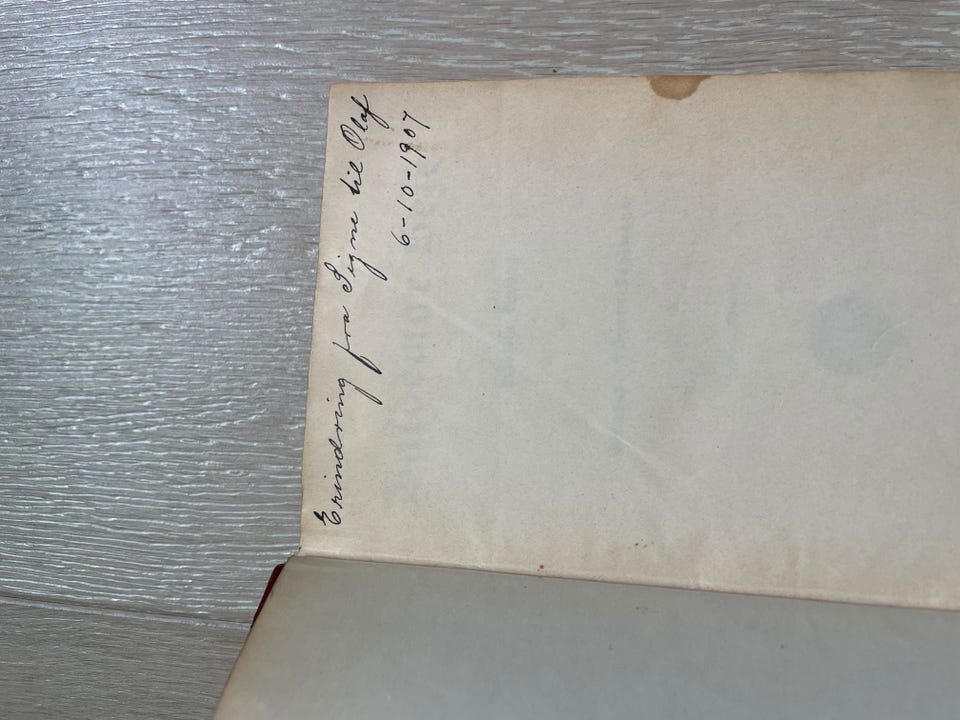 Erindring fra Signe til Olaf
6-10-1907